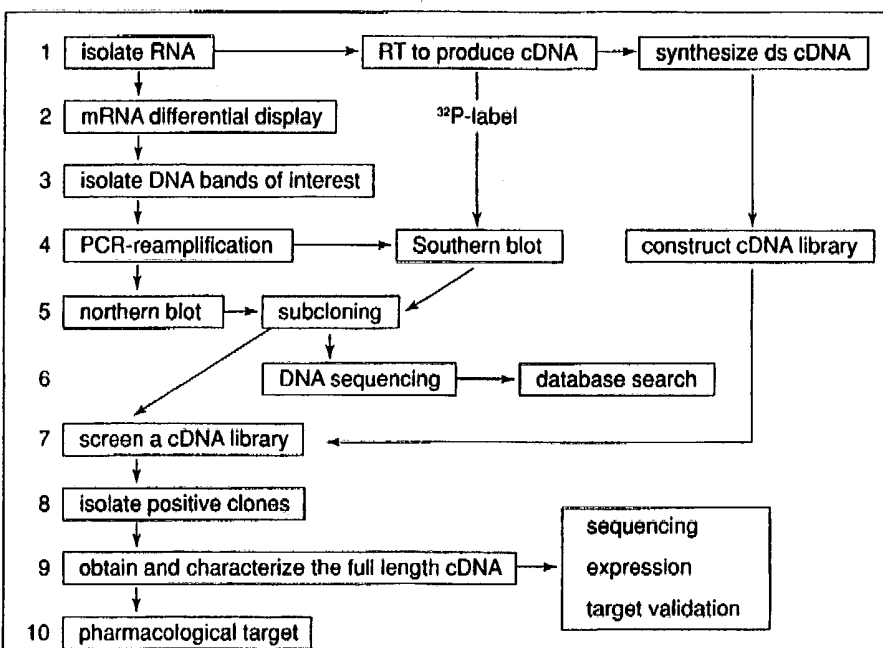 1 isolate RNA RT to produce cDNA synthesize ds cDNA
2 mRNA differential display ³²P-label
3 isolate DNA bands of interest
4 PCR-reamplification Southern blot construct cDNA library
5 northern blot subcloning
6 DNA sequencing database search
7 screen a cDNA library
8 isolate positive clones
sequencing
9 obtain and characterize the full length cDNA expression
target validation
10 pharmacological target